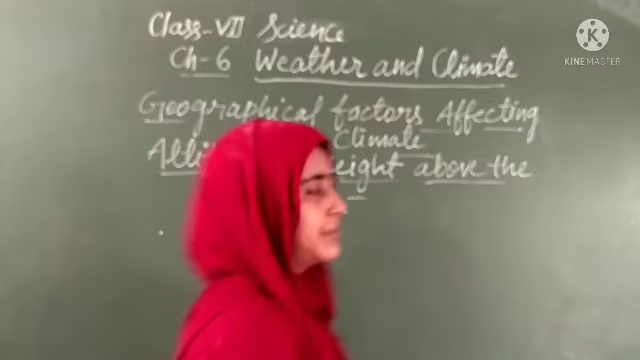 Class-VII Science
Ch-6 Weather and Climate
Geographical factors Affecting
Climate
above the
KINEMASTER